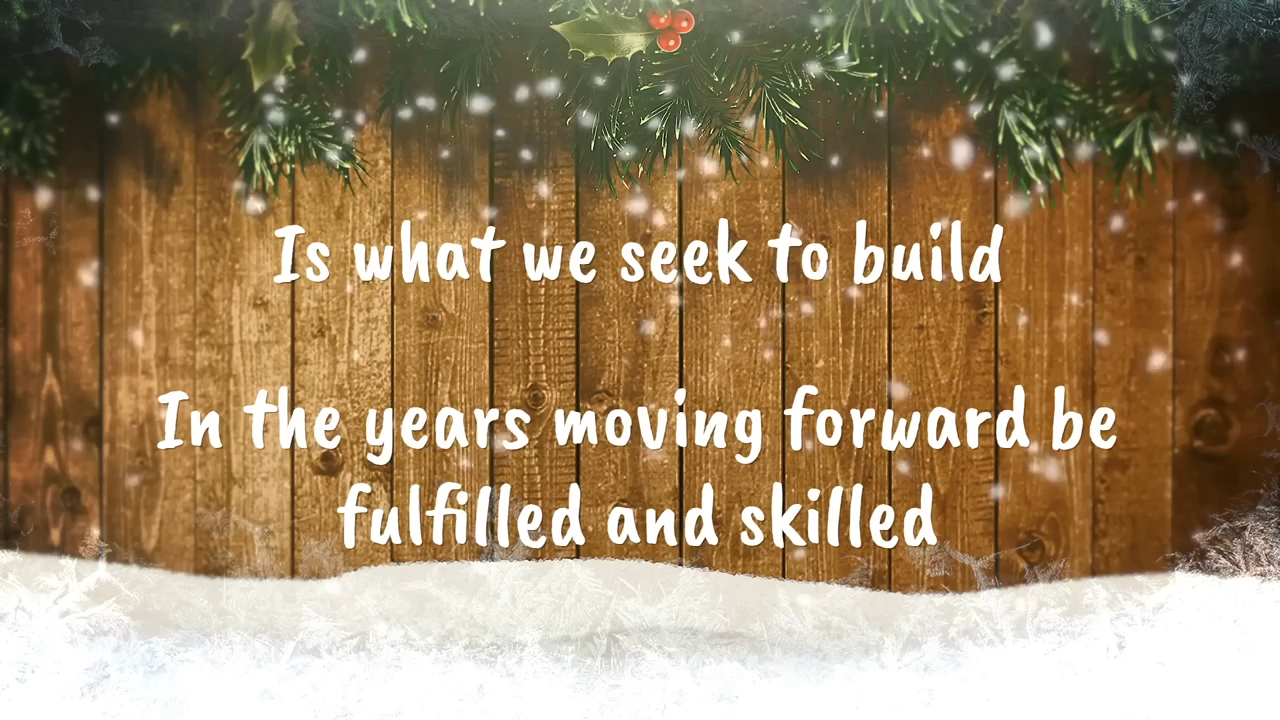 Is what we seek to build
In the years moving forward be
fulfilled and skilled